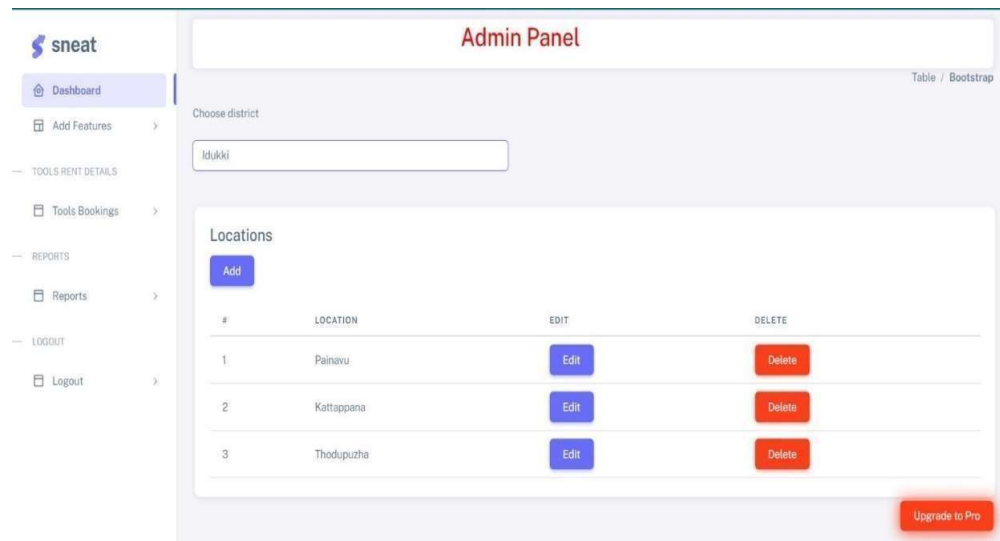 sneat
Dashboard
Add Features
TOOLS RENT DETAILS
Tools Bookings
REPORTS
Reports
LOGOUT
Logout
Admin Panel
Table / Bootstrap
Choose district
Idukki
Locations
Add
# LOCATION EDIT DELETE
1 Painavu Edit Delete
2 Kattappana Edit Delete
3 Thodupuzha Edit Delete
Upgrade to Pro